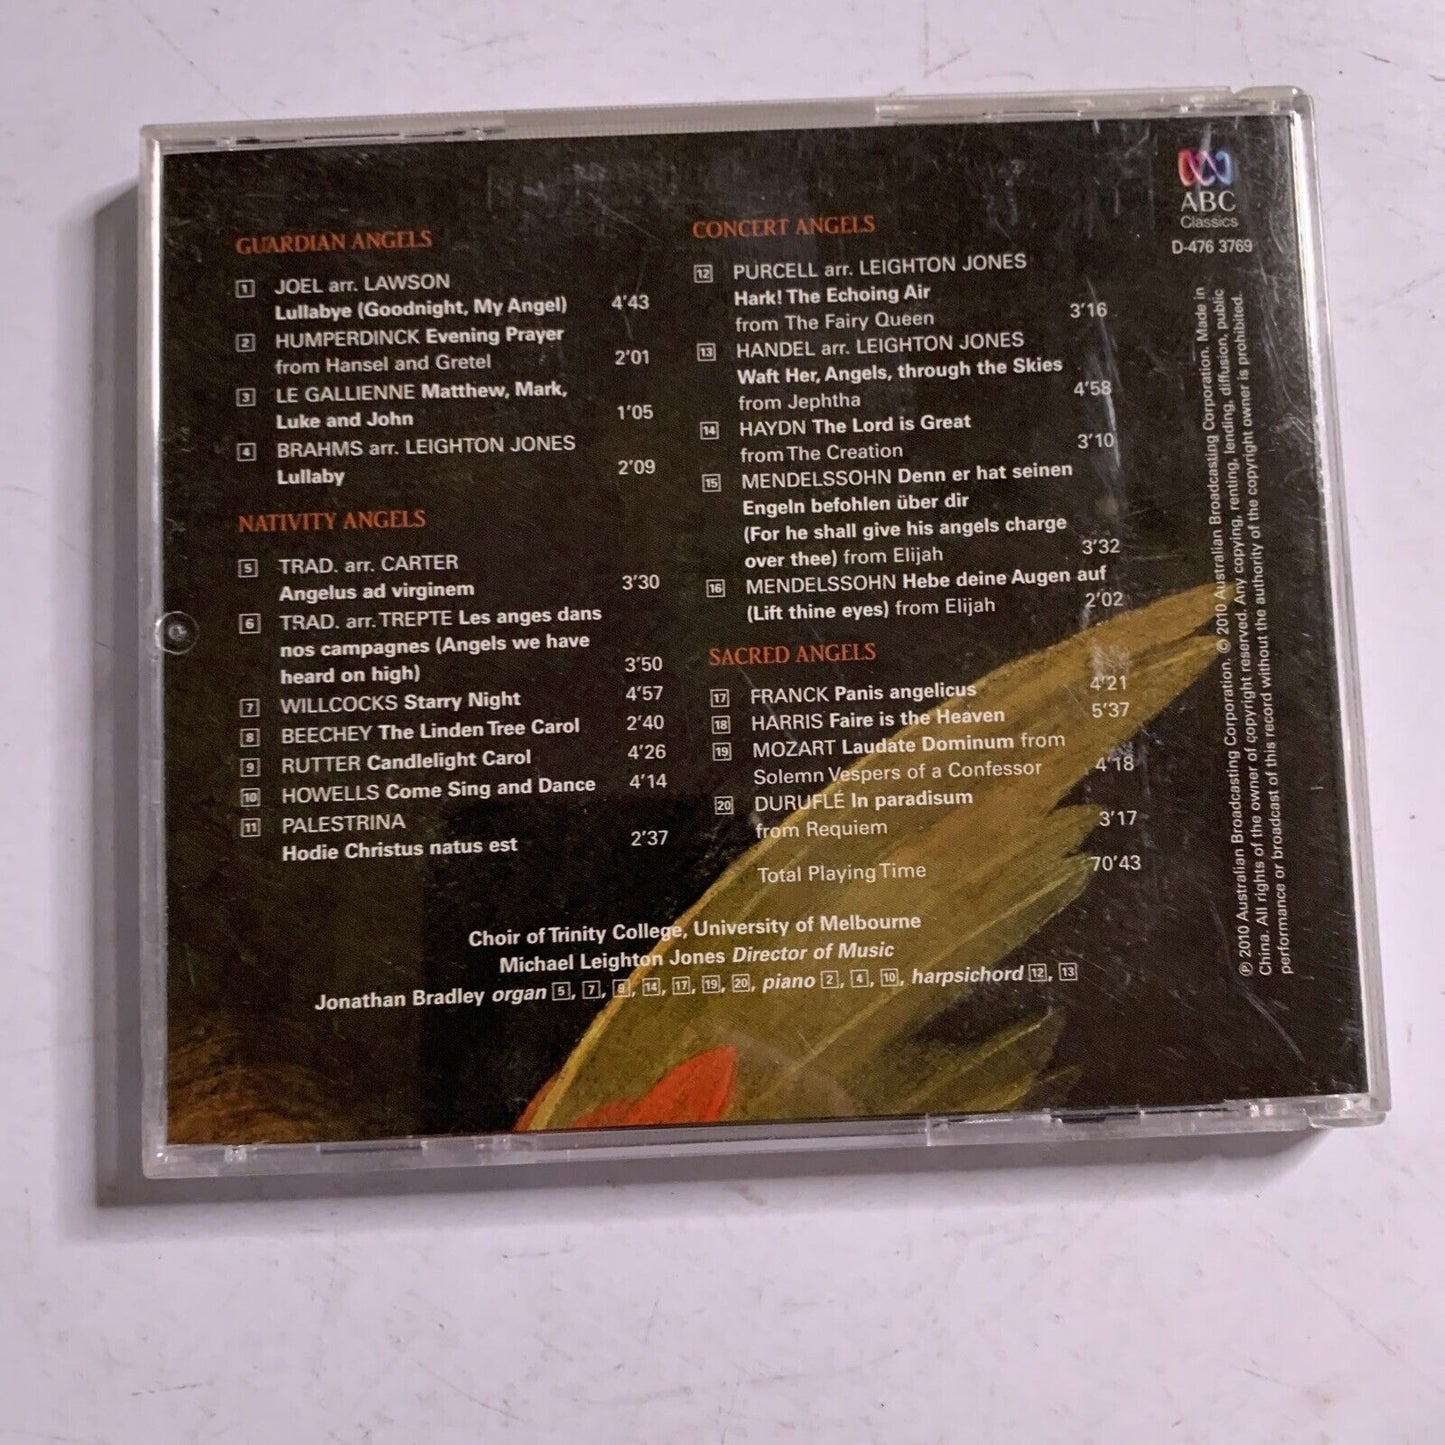 GUARDIAN ANGELS
1 JOEL arr. LAWSON
Lullabye (Goodnight, My Angel) 4'43
2 HUMPERDINCK Evening Prayer
from Hansel and Gretel 2'01
3 LE GALLIENNE Matthew, Mark,
Luke and John 1'05
4 BRAHMS arr. LEIGHTON JONES
Lullaby 2'09
NATIVITY ANGELS
5 TRAD. arr. CARTER
Angelus ad virginem 3'30
6 TRAD. arr. TREPTE Les anges dans
nos campagnes (Angels we have
heard on high) 3'50
7 WILLCOCKS Starry Night 4'57
8 BEECHEY The Linden Tree Carol 2'40
9 RUTTER Candlelight Carol 4'26
10 HOWELLS Come Sing and Dance 4'14
11 PALESTRINA
Hodie Christus natus est 2'37
CONCERT ANGELS
12 PURCELL arr. LEIGHTON JONES
Hark! The Echoing Air
from The Fairy Queen 3'16
13 HANDEL arr. LEIGHTON JONES
Waft Her, Angels, through the Skies
from Jephtha 4'58
14 HAYDN The Lord is Great
from The Creation 3'10
15 MENDELSSOHN Denn er hat seinen
Engeln befohlen über dir
(For he shall give his angels charge
over thee) from Elijah 3'32
16 MENDELSSOHN Hebe deine Augen auf
(Lift thine eyes) from Elijah 2'02
SACRED ANGELS
17 FRANCK Panis angelicus 4'21
18 HARRIS Faire is the Heaven 5'37
19 MOZART Laudate Dominum from
Solemn Vespers of a Confessor 4'18
20 DURUFLÉ In paradisum
from Requiem 3'17
Total Playing Time 70'43
Choir of Trinity College, University of Melbourne
Michael Leighton Jones Director of Music
Jonathan Bradley organ 5, 7, 9, 14, 17, 19, 20, piano 2, 4, 10, harpsichord 12, 13
ABC
Classics
D-476 3769
℗ 2010 Australian Broadcasting Corporation. © 2010 Australian Broadcasting Corporation. Made in
China. All rights of the owner of copyright reserved. Any copying, renting, lending, diffusion, public
performance or broadcast of this record without the authority of the copyright owner is prohibited.